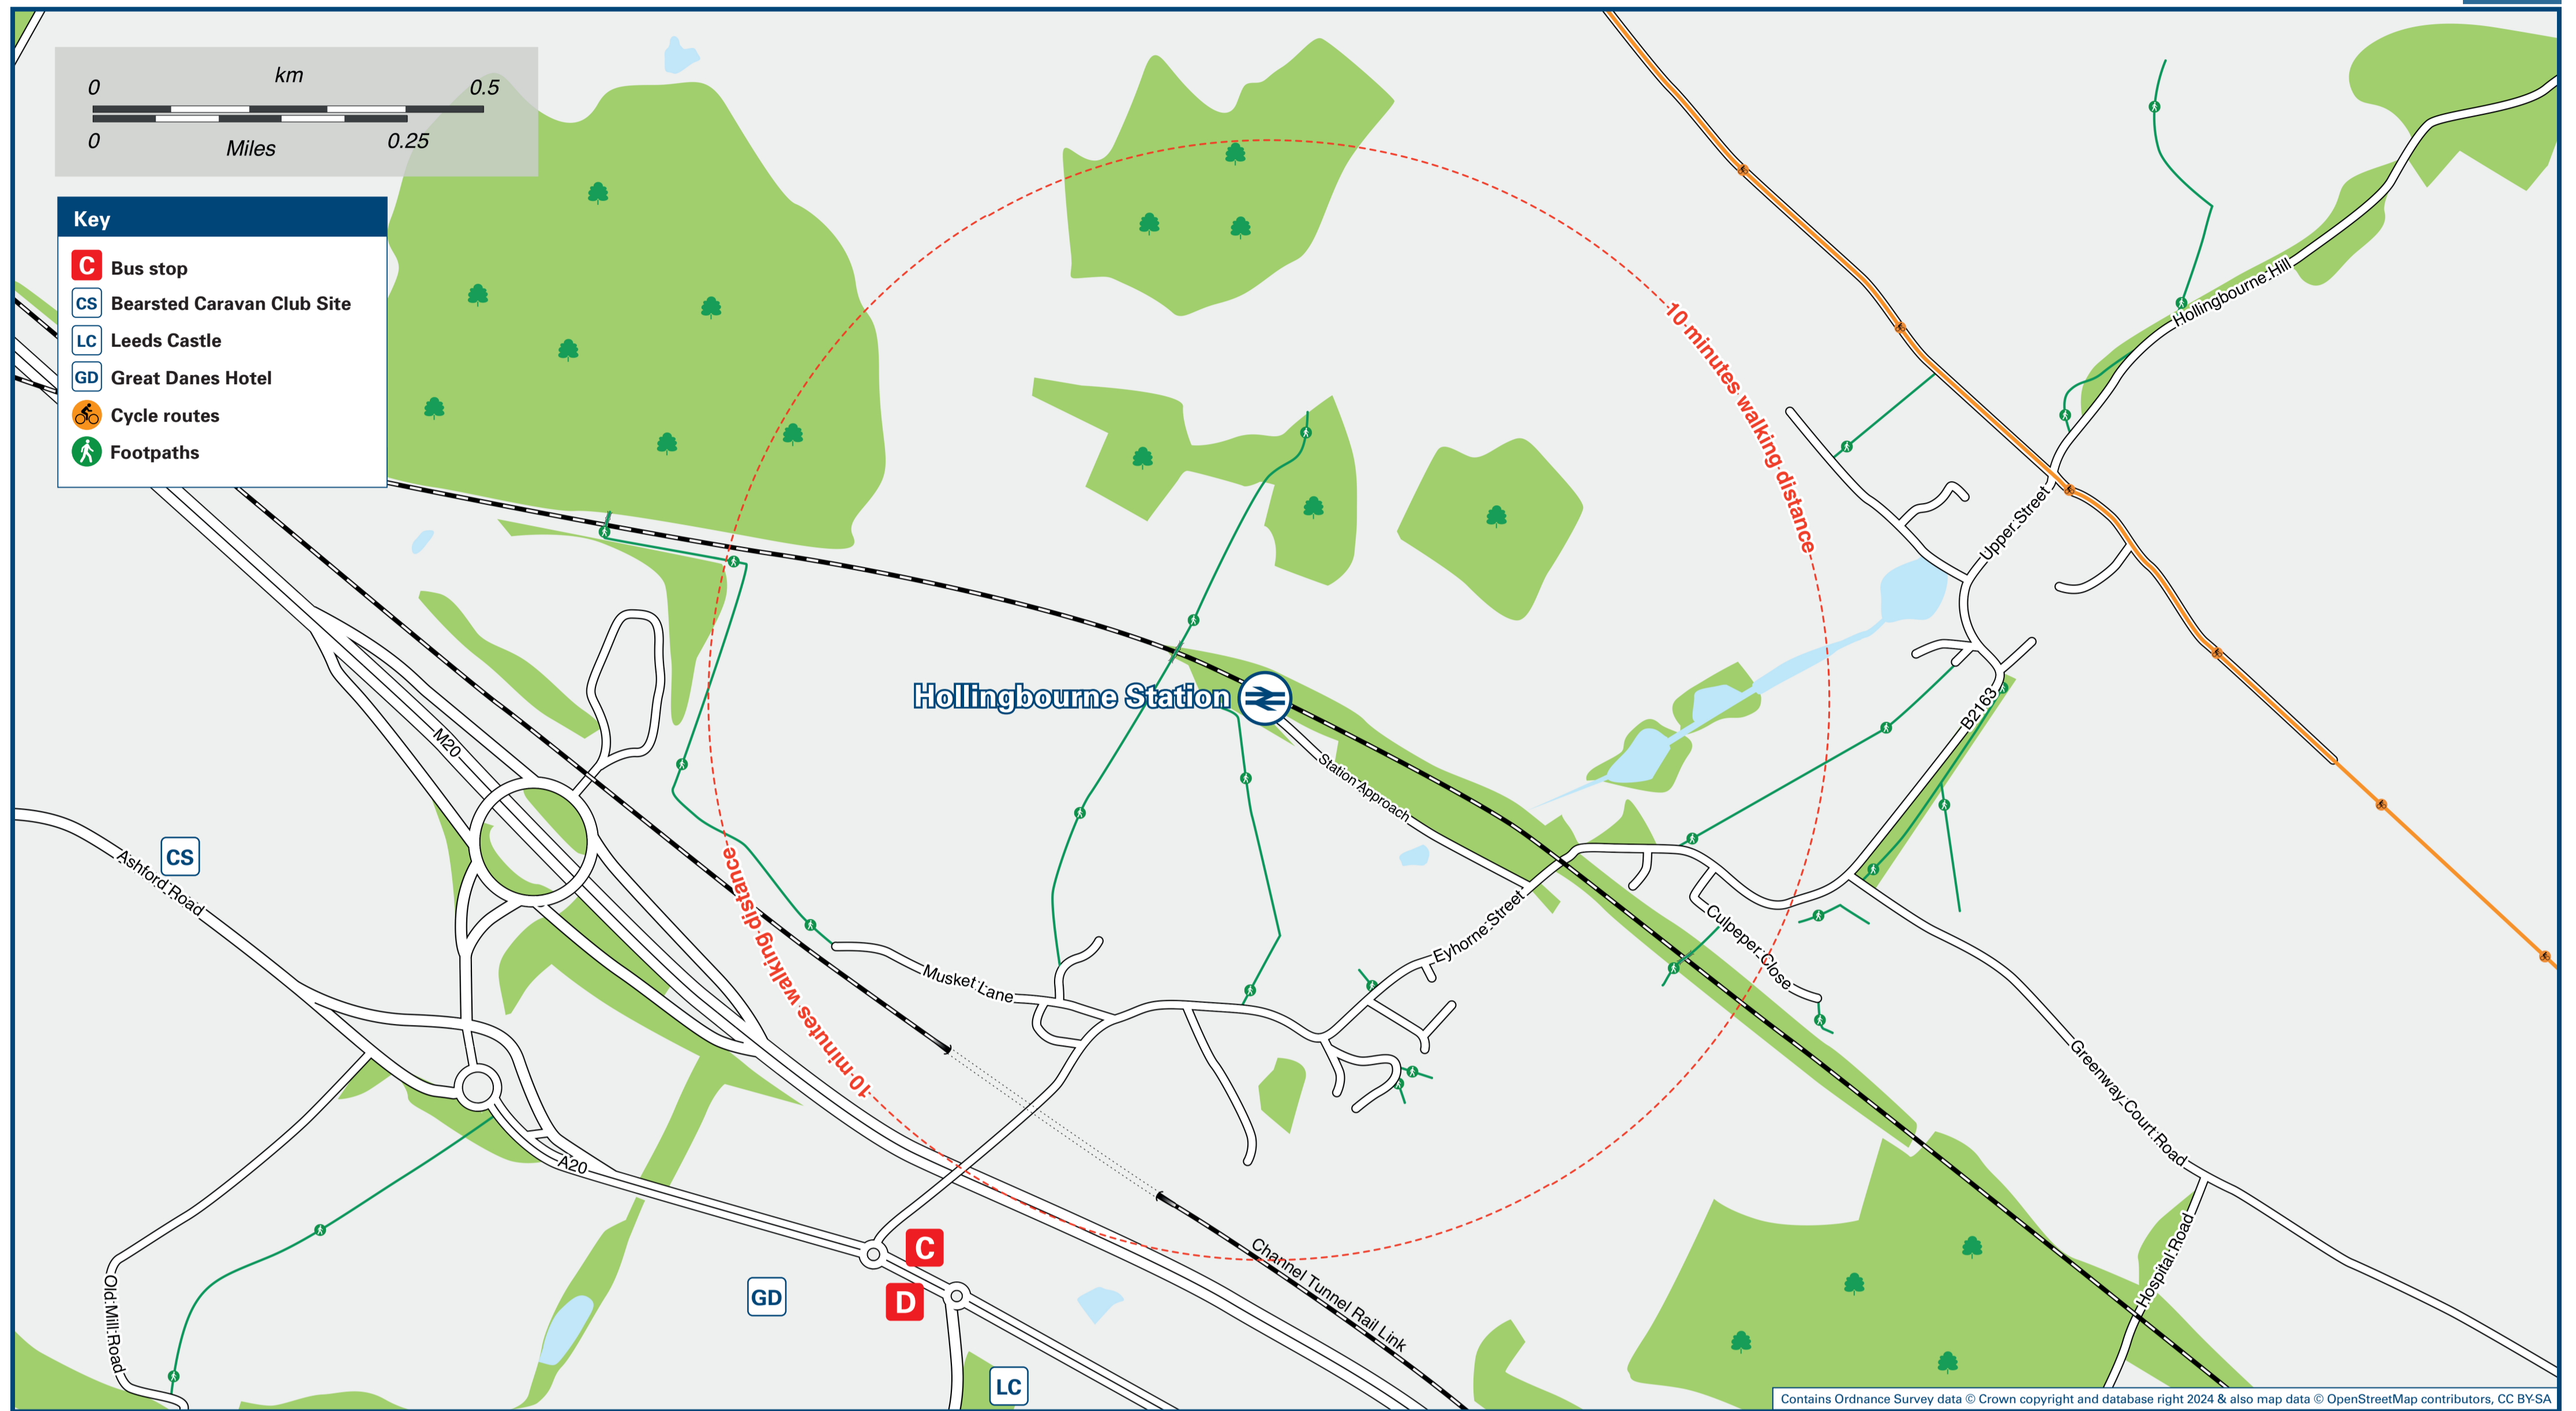 km
0 0.5
0 0.25
Miles
Key
C Bus stop
CS Bearsted Caravan Club Site
LC Leeds Castle
GD Great Danes Hotel
Cycle routes
Footpaths
Hollingbourne Hill
10 minutes walking distance
Upper Street
Hollingbourne Station
B2163
M20
Station Approach
CS
Ashford Road
10 minutes walking distance
Eyhorne Street
Culpeper Close
Musket Lane
Greenway Court Road
A20
Hospital Road
C
D
GD
Channel Tunnel Rail Link
Old Mill Road
LC
Contains Ordnance Survey data © Crown copyright and database right 2024 & also map data © OpenStreetMap contributors, CC BY-SA